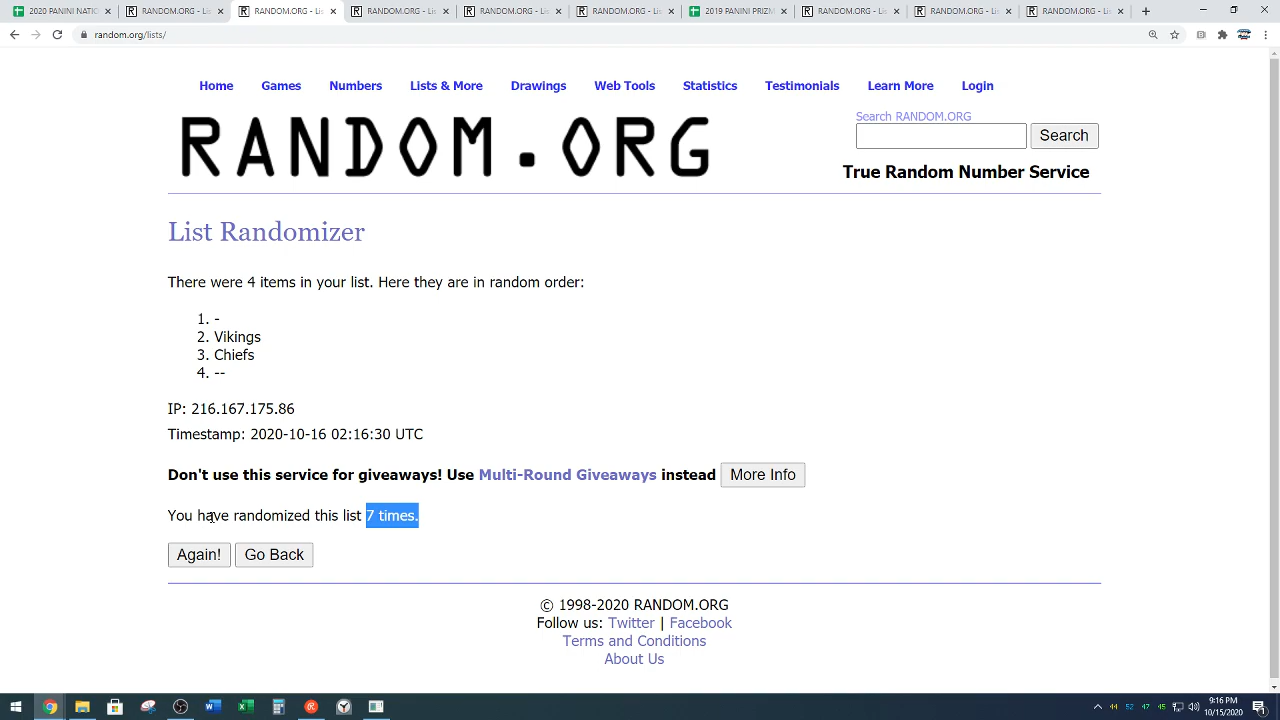 2020 PANINI NATIO
RANDOM.ORG - Lis
RANDOM.ORG - Lis
RANDOM.ORG - Lis
RANDOM.ORG - Lis
RANDOM.ORG - Lis
2019 PANINI PRIZM
RANDOM.ORG - Lis
RANDOM.ORG - Lis
RANDOM.ORG - Lis
random.org/lists/
Home Games Numbers Lists & More Drawings Web Tools Statistics Testimonials Learn More Login
RANDOM.ORG
Search RANDOM.ORG
Search
True Random Number Service
List Randomizer
There were 4 items in your list. Here they are in random order:
1. -
2. Vikings
3. Chiefs
4. --
IP: 216.167.175.86
Timestamp: 2020-10-16 02:16:30 UTC
Don't use this service for giveaways! Use Multi-Round Giveaways instead More Info
You have randomized this list 7 times.
Again! Go Back
© 1998-2020 RANDOM.ORG
Follow us: Twitter | Facebook
Terms and Conditions
About Us
44 52 47 45
9:16 PM
10/15/2020